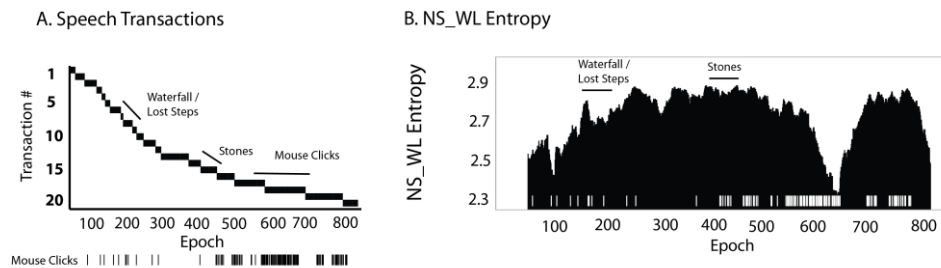 A. Speech Transactions
Transaction #
1
5
10
15
20
Waterfall /
Lost Steps
Stones
Mouse Clicks
100 200 300 400 500 600 700 800
Epoch
Mouse Clicks
B. NS_WL Entropy
NS_WL Entropy
2.9
2.7
2.5
2.3
Waterfall /
Lost Steps
Stones
100 200 300 400 500 600 700 800
Epoch